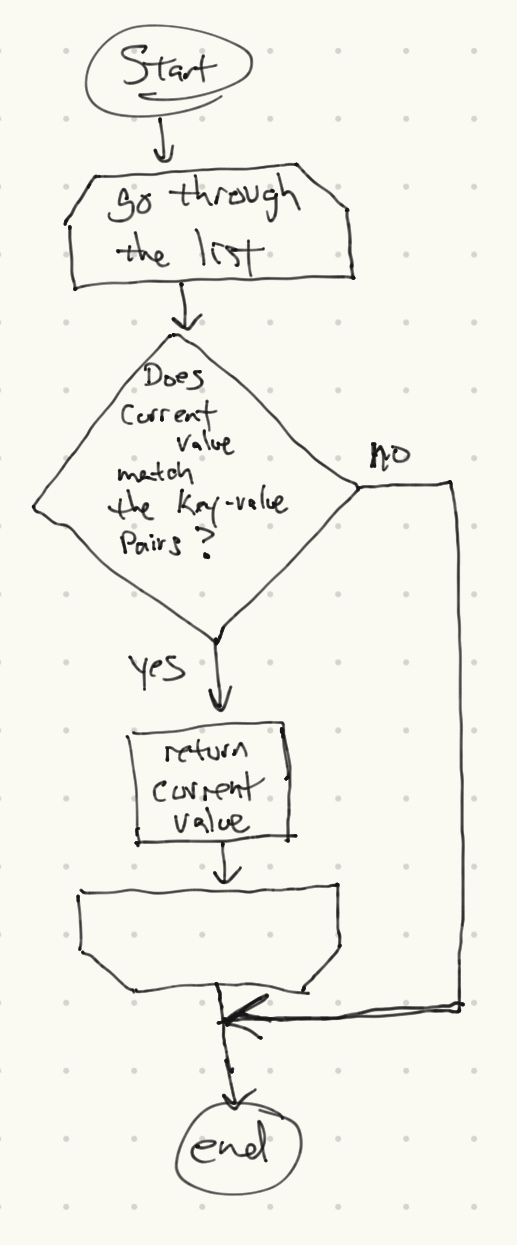 Start
go through
the list
Does
Current
value
match
the Key-value
Pairs?
no
yes
return
current
value
end